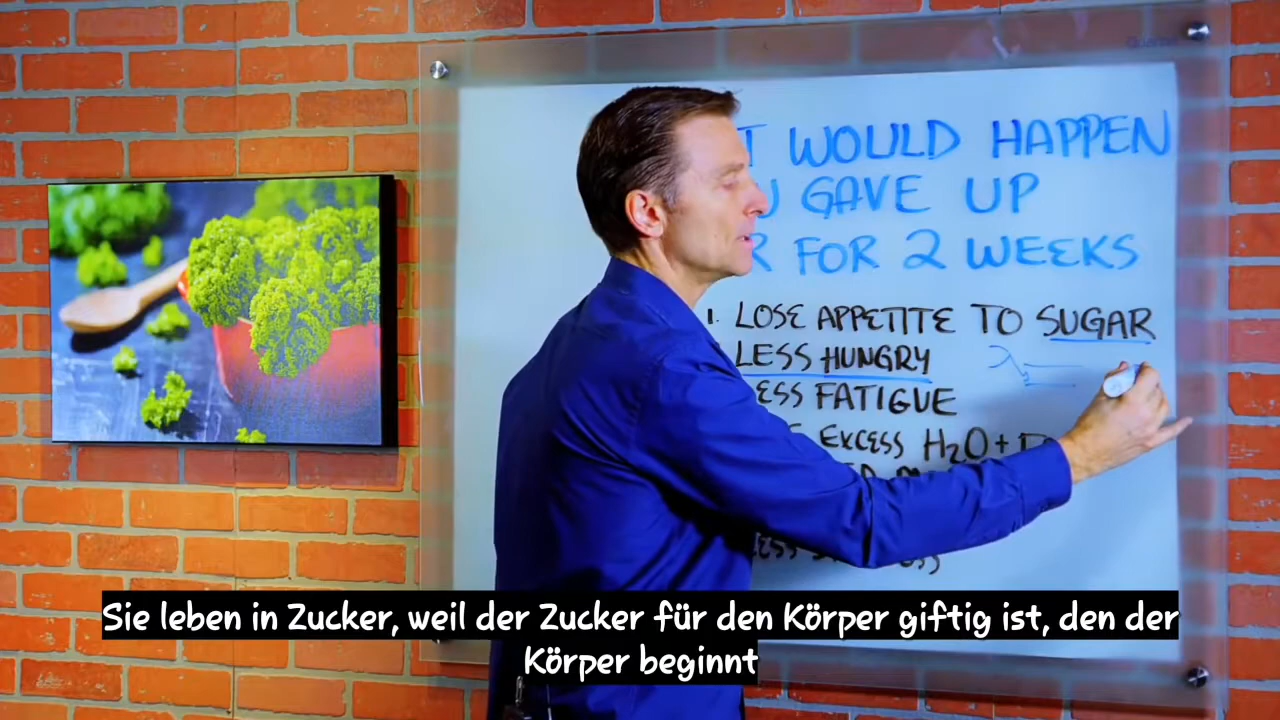 WOULD HAPPEN
GAVE UP
FOR 2 WEEKS
1. LOSE APPETITE TO SUGAR
LESS HUNGRY
FATIGUE
EXCESS H2O +
Sie leben in Zucker, weil der Zucker für den Körper giftig ist, den der
Körper beginnt